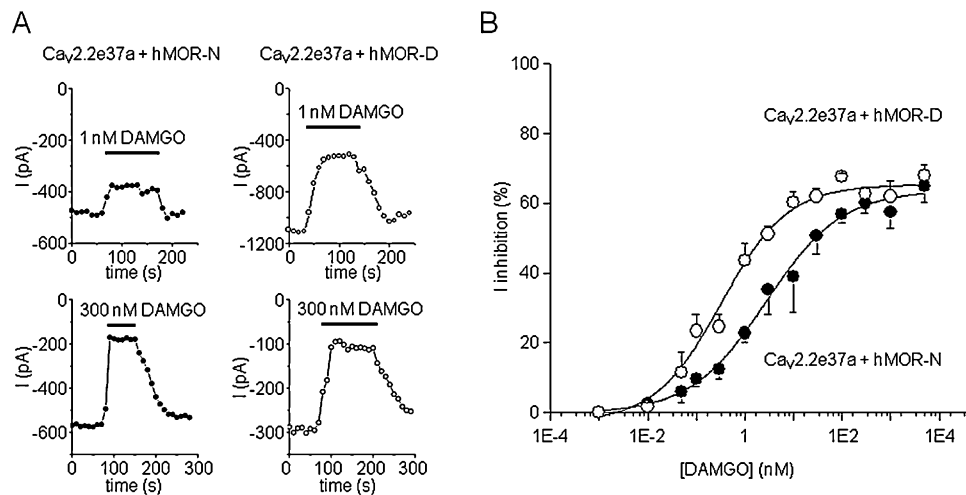 A
B
Cav2.2e37a + hMOR-N
Cav2.2e37a + hMOR-D
0
-200
-400
-600
I (pA)
1 nM DAMGO
0 100 200
time (s)
0
-400
-800
-1200
I (pA)
1 nM DAMGO
0 100 200
time (s)
0
-200
-400
-600
I (pA)
300 nM DAMGO
0 100 200 300
time (s)
0
-100
-200
-300
I (pA)
300 nM DAMGO
0 100 200 300
time (s)
100
80
60
40
20
0
I inhibition (%)
Cav2.2e37a + hMOR-D
Cav2.2e37a + hMOR-N
1E-4 1E-2 1 1E2 1E4
[DAMGO] (nM)